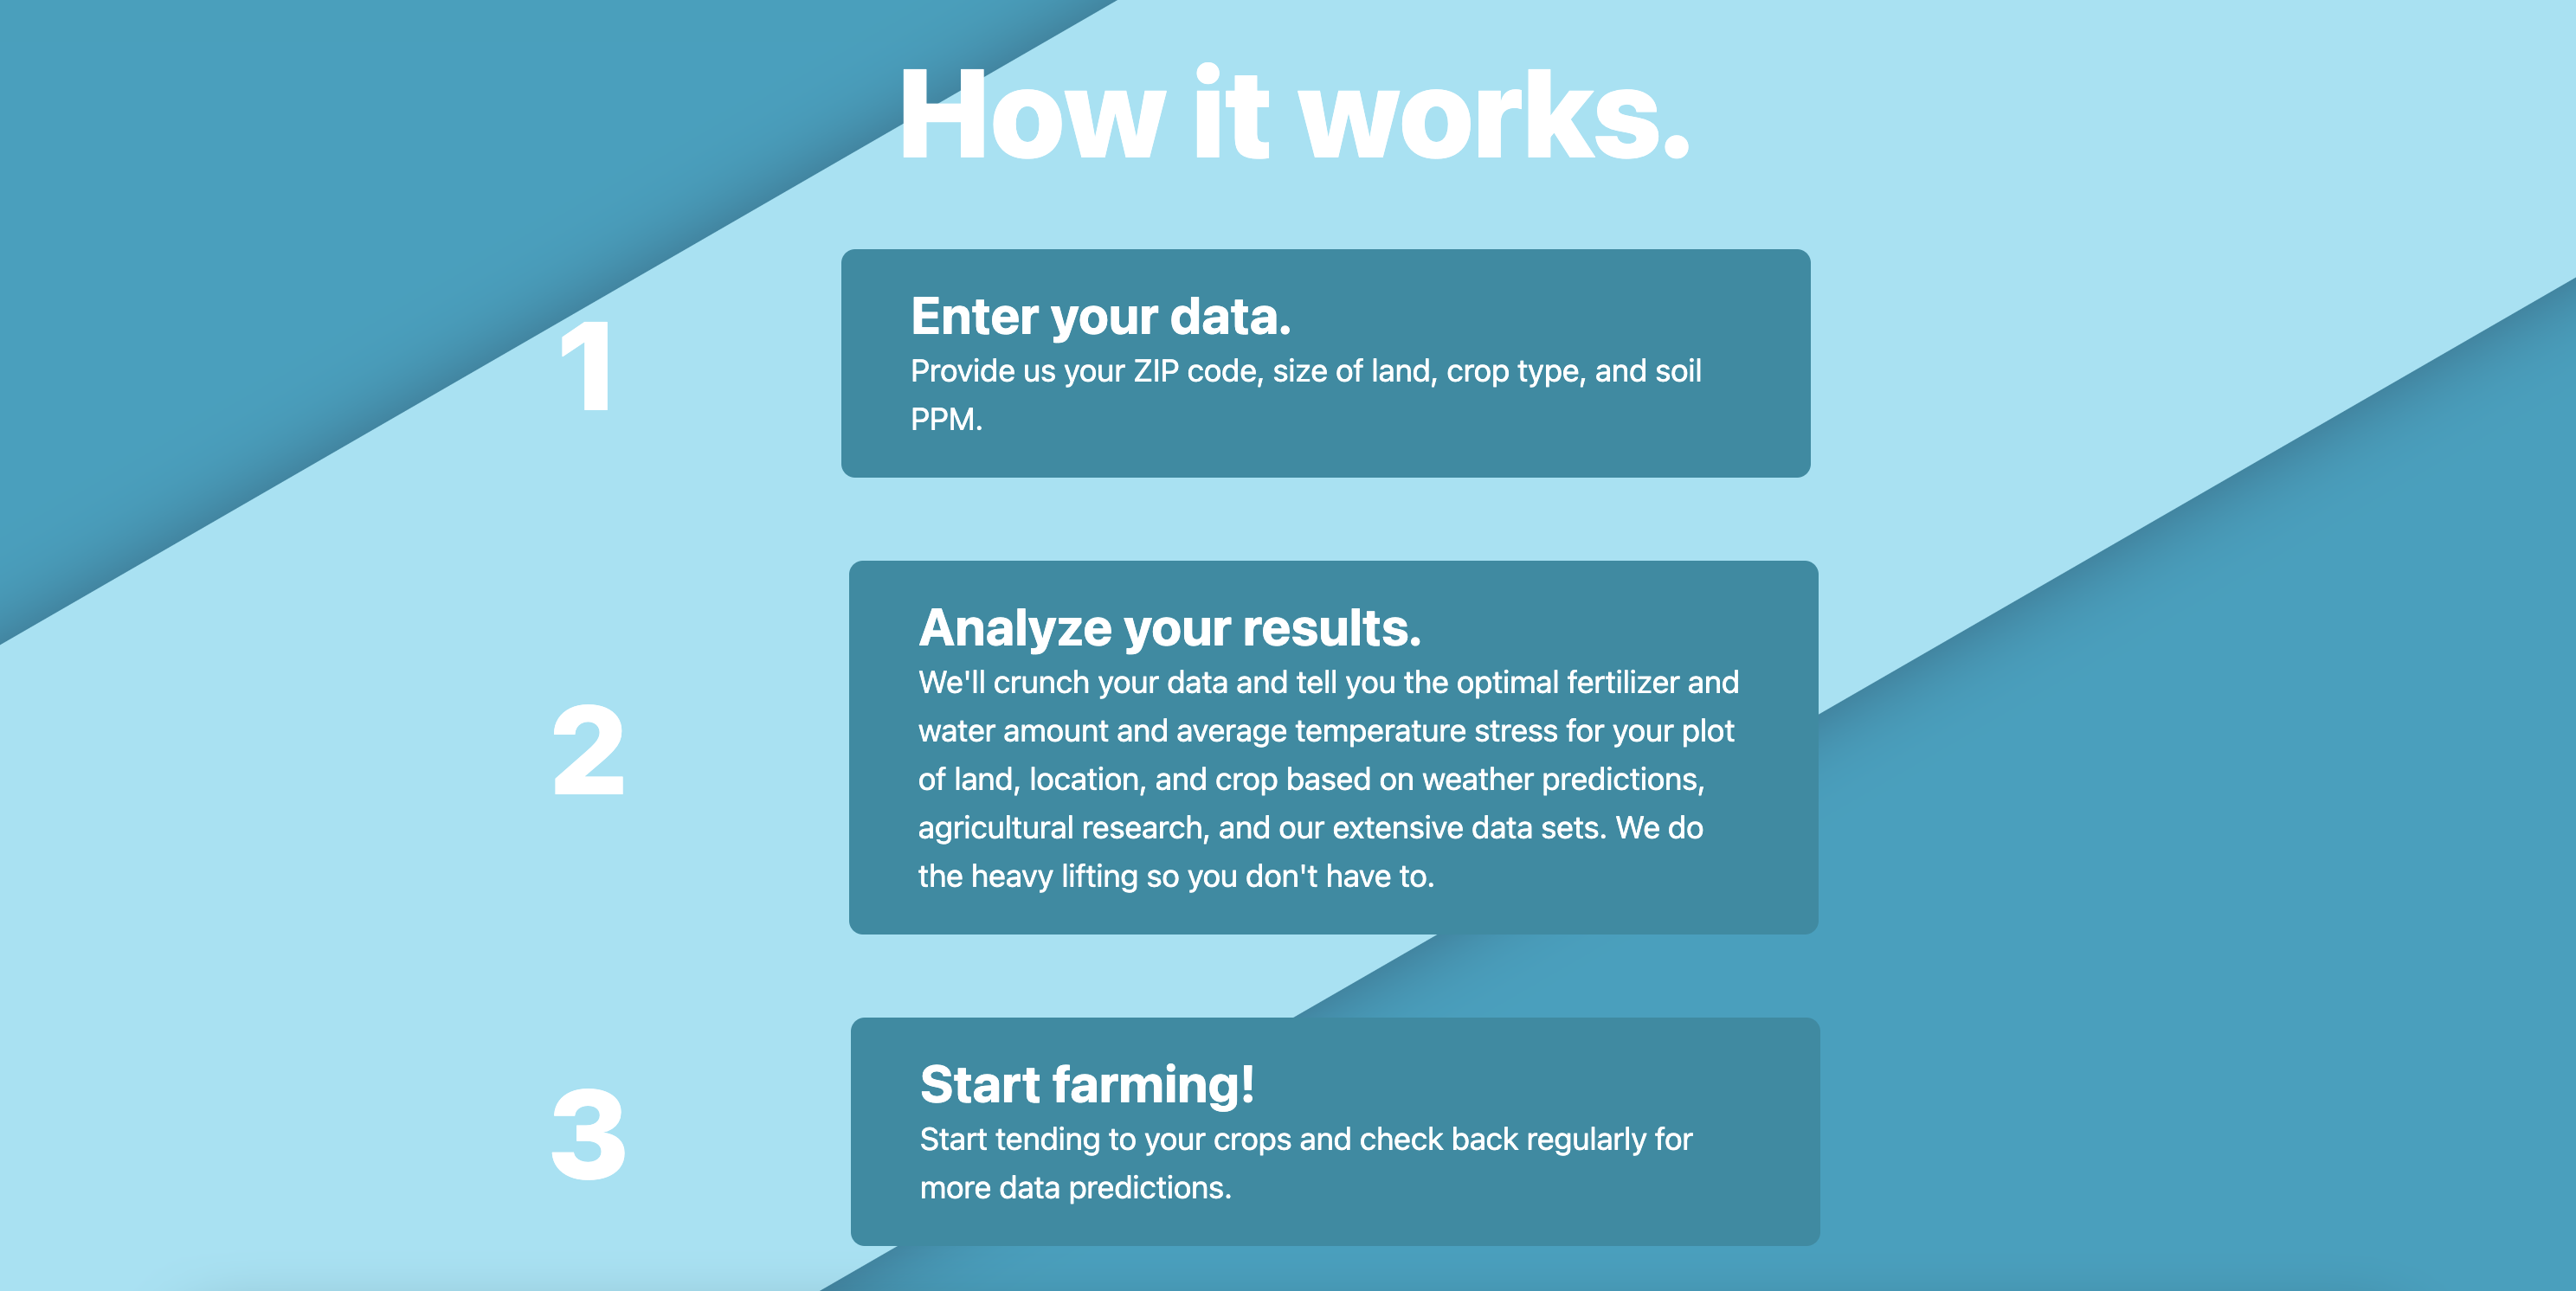 How it works.
1
Enter your data.
Provide us your ZIP code, size of land, crop type, and soil
PPM.
2
Analyze your results.
We'll crunch your data and tell you the optimal fertilizer and
water amount and average temperature stress for your plot
of land, location, and crop based on weather predictions,
agricultural research, and our extensive data sets. We do
the heavy lifting so you don't have to.
3
Start farming!
Start tending to your crops and check back regularly for
more data predictions.